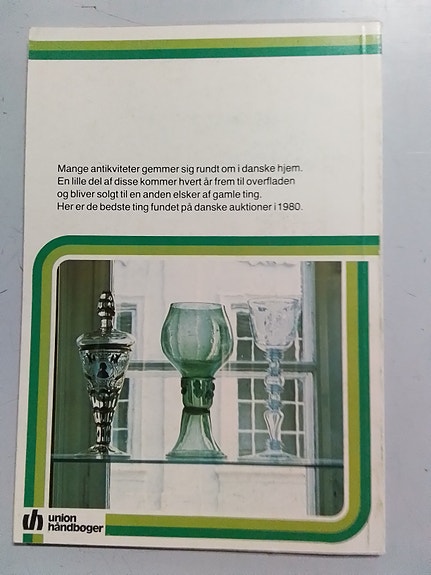 Mange antikviteter gemmer sig rundt om i danske hjem.
En lille del af disse kommer hvert år frem til overfladen
og bliver solgt til en anden elsker af gamle ting.
Her er de bedste ting fundet på danske auktioner i 1980.
union
håndbøger